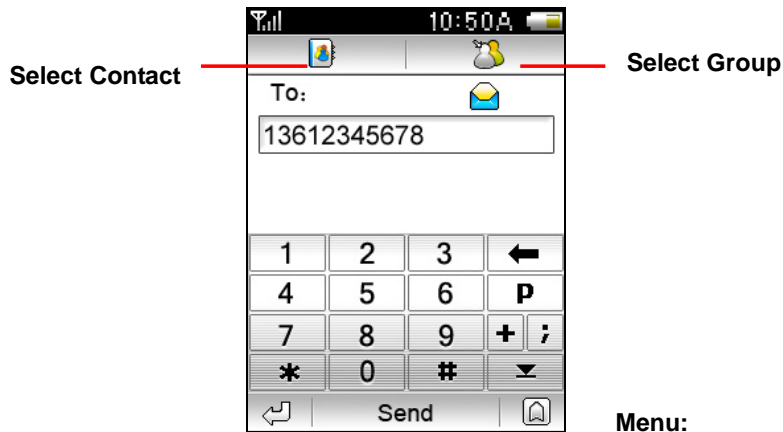 10:50A
Select Contact
Select Group
To:
13612345678
1 2 3
4 5 6 P
7 8 9 + ;
* 0 #
Send
Menu: